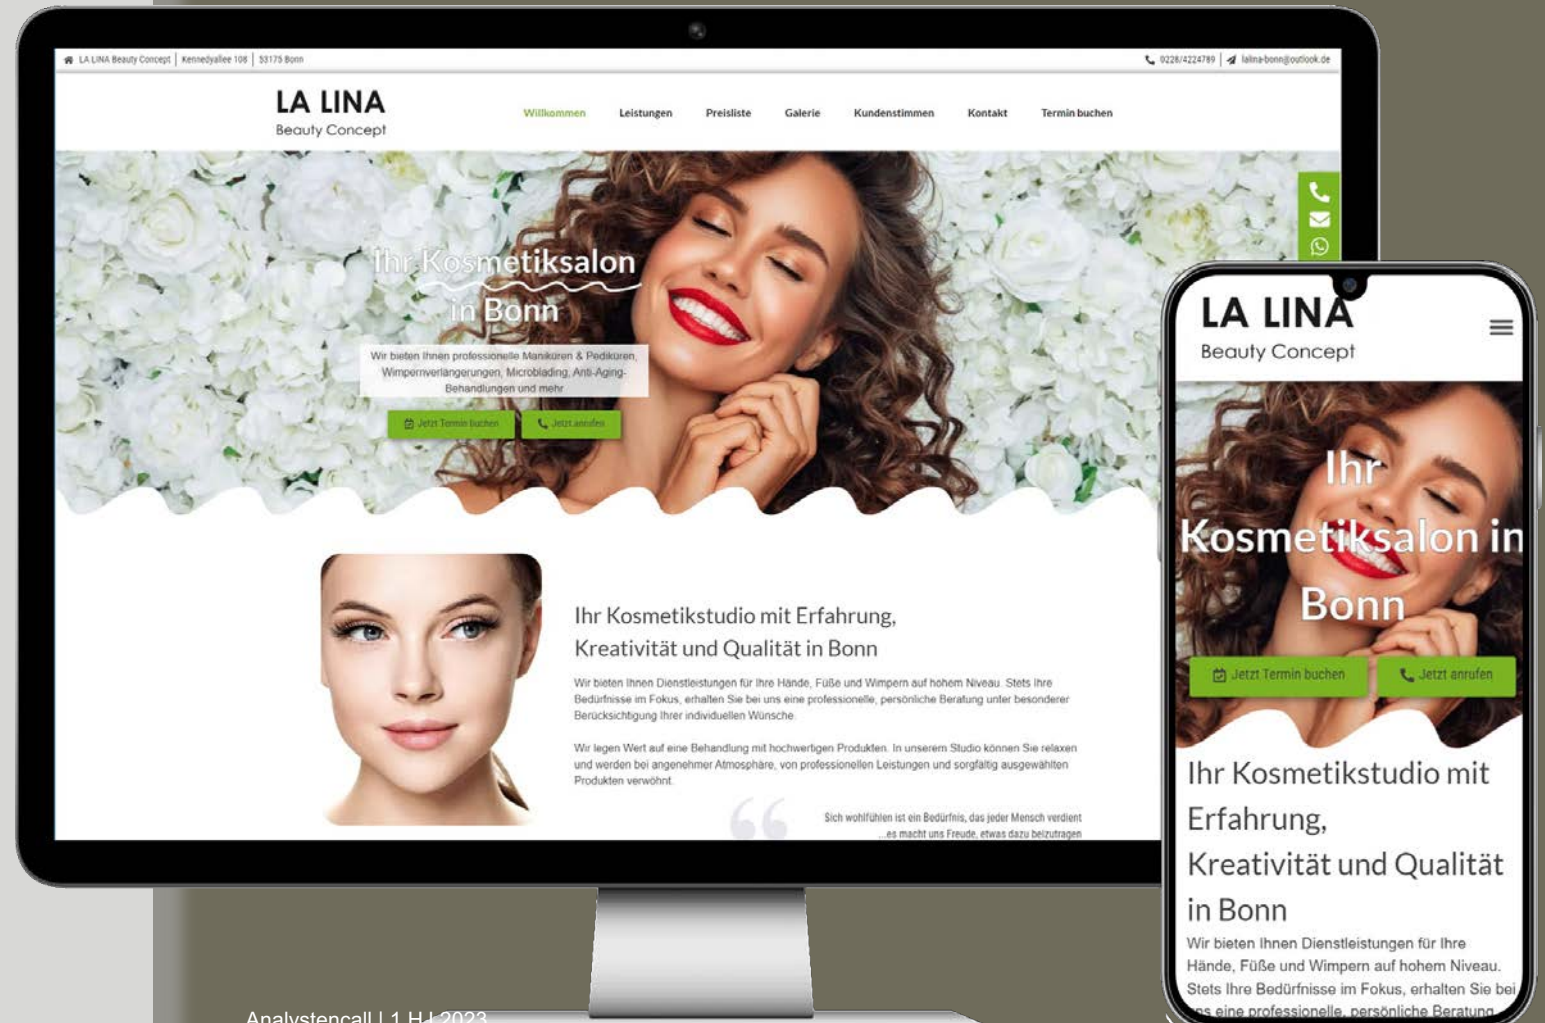 LA LINA Beauty Concept | Kennedyallee 108 | 53175 Bonn
0228/4224789 | lalina-bonn@outlook.de
LA LINA
Beauty Concept
Willkommen Leistungen Preisliste Galerie Kundenstimmen Kontakt Termin buchen
Ihr Kosmetiksalon
in Bonn
Wir bieten Ihnen professionelle Maniküren & Pediküren,
Wimpernverlängerungen, Microblading, Anti-Aging-
Behandlungen und mehr
Jetzt Termin buchen
Jetzt anrufen
Ihr Kosmetikstudio mit Erfahrung,
Kreativität und Qualität in Bonn
Wir bieten Ihnen Dienstleistungen für Ihre Hände, Füße und Wimpern auf hohem Niveau. Stets Ihre
Bedürfnisse im Fokus, erhalten Sie bei uns eine professionelle, persönliche Beratung unter besonderer
Berücksichtigung Ihrer individuellen Wünsche.
Wir legen Wert auf eine Behandlung mit hochwertigen Produkten. In unserem Studio können Sie relaxen
und werden bei angenehmer Atmosphäre, von professionellen Leistungen und sorgfältig ausgewählten
Produkten verwöhnt.
Sich wohlfühlen ist ein Bedürfnis, das jeder Mensch verdient
...es macht uns Freude, etwas dazu beizutragen
LA LINA
Beauty Concept
Ihr
Kosmetiksalon in
Bonn
Jetzt Termin buchen
Jetzt anrufen
Ihr Kosmetikstudio mit
Erfahrung,
Kreativität und Qualität
in Bonn
Wir bieten Ihnen Dienstleistungen für Ihre
Hände, Füße und Wimpern auf hohem Niveau.
Stets Ihre Bedürfnisse im Fokus, erhalten Sie bei
uns eine professionelle, persönliche Beratung
Analystencall | 1.HJ 2023